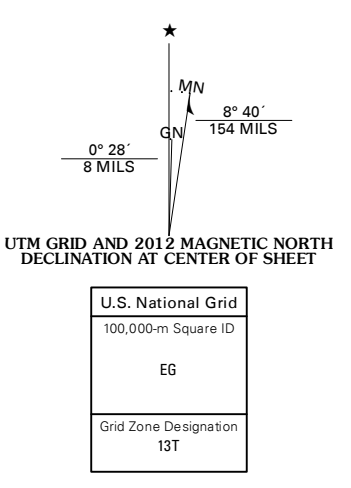 ★
MN
8° 40´
154 MILS
GN
0° 28´
8 MILS
UTM GRID AND 2012 MAGNETIC NORTH
DECLINATION AT CENTER OF SHEET
U.S. National Grid
100,000-m Square ID
EG
Grid Zone Designation
13T